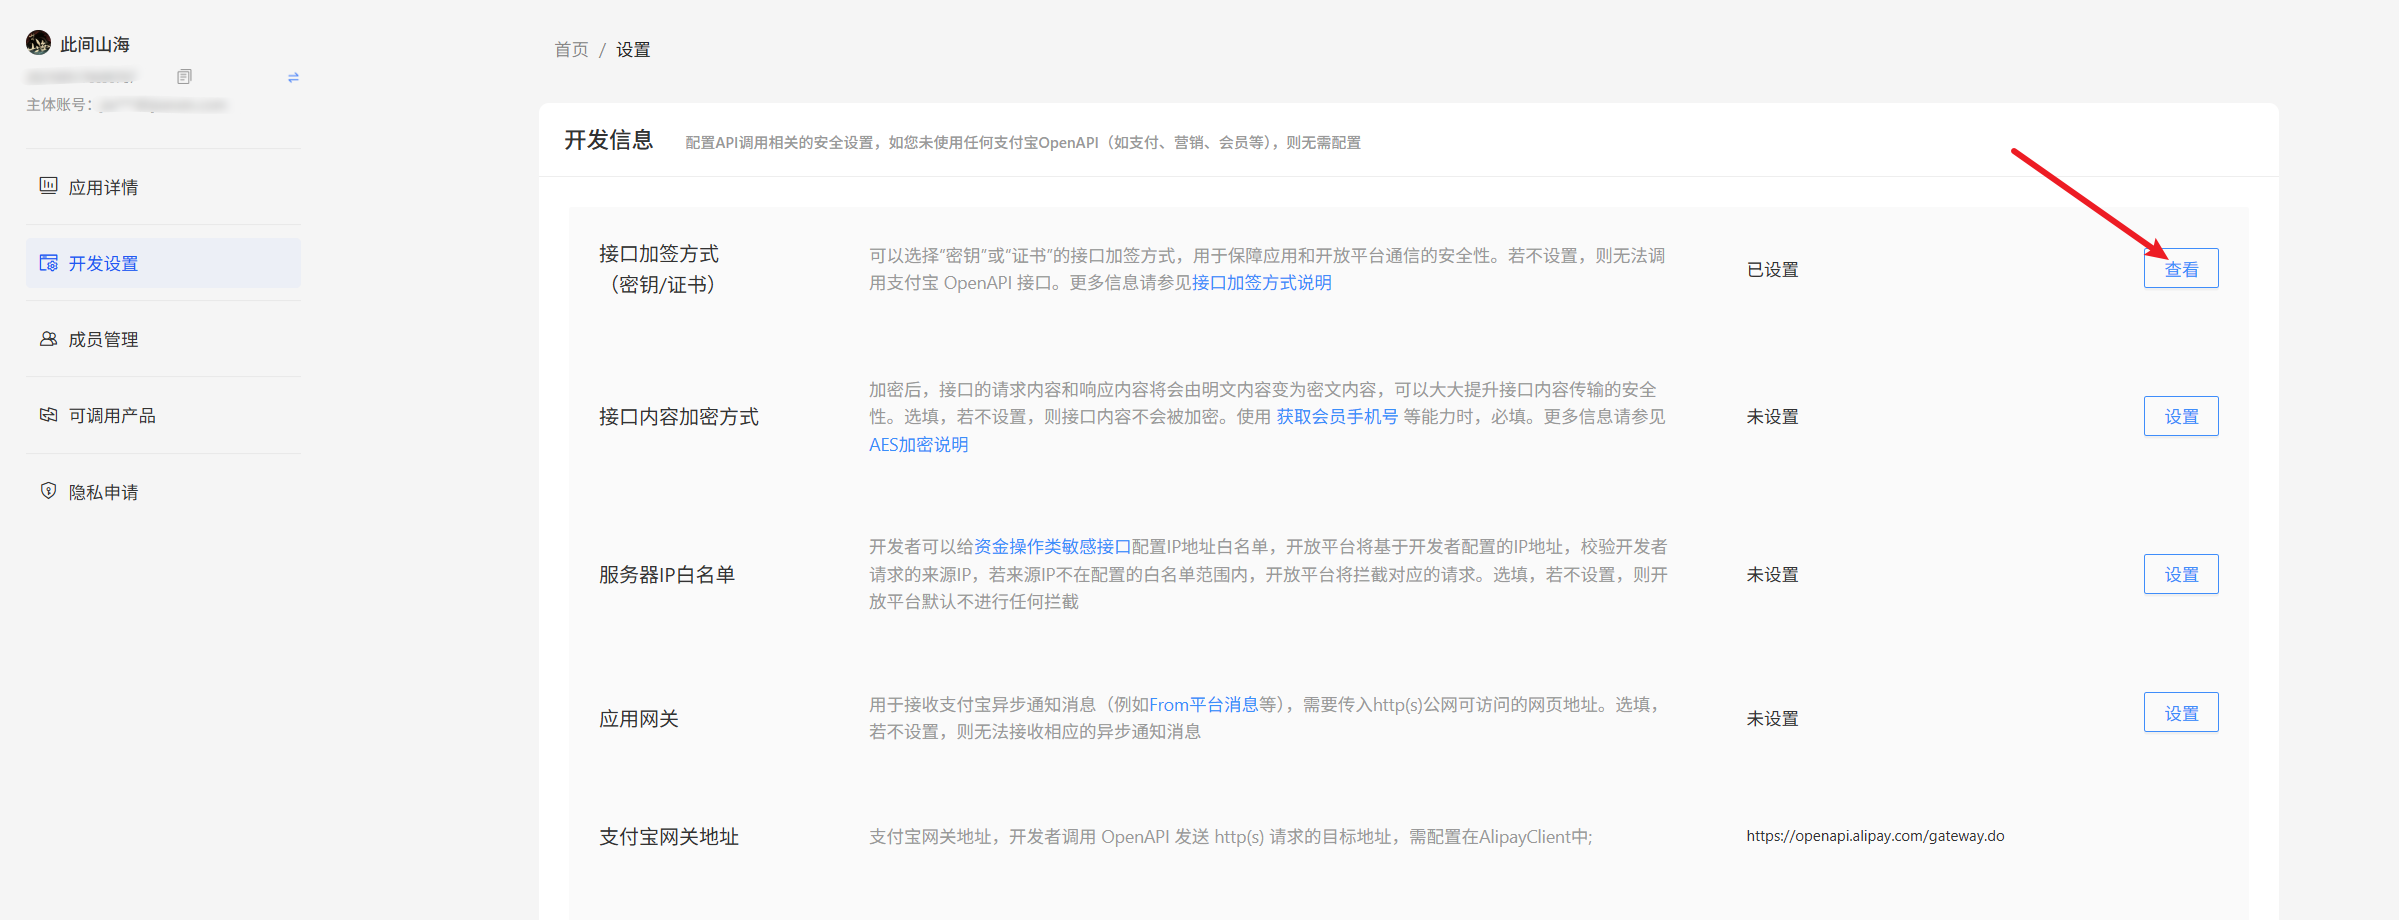 此间山海
主体账号：
应用详情
开发设置
成员管理
可调用产品
隐私申请
首页 / 设置
开发信息 配置API调用相关的安全设置，如您未使用任何支付宝OpenAPI（如支付、营销、会员等），则无需配置
接口加签方式
（密钥/证书）
可以选择“密钥”或“证书”的接口加签方式，用于保障应用和开放平台通信的安全性。若不设置，则无法调
用支付宝 OpenAPI 接口。更多信息请参见接口加签方式说明
已设置
查看
接口内容加密方式
加密后，接口的请求内容和响应内容将会由明文内容变为密文内容，可以大大提升接口内容传输的安全
性。选填，若不设置，则接口内容不会被加密。使用 获取会员手机号 等能力时，必填。更多信息请参见
AES加密说明
未设置
设置
服务器IP白名单
开发者可以给资金操作类敏感接口配置IP地址白名单，开放平台将基于开发者配置的IP地址，校验开发者
请求的来源IP，若来源IP不在配置的白名单范围内，开放平台将拦截对应的请求。选填，若不设置，则开
放平台默认不进行任何拦截
未设置
设置
应用网关
用于接收支付宝异步通知消息（例如From平台消息等），需要传入http(s)公网可访问的网页地址。选填，
若不设置，则无法接收相应的异步通知消息
未设置
设置
支付宝网关地址
支付宝网关地址，开发者调用 OpenAPI 发送 http(s) 请求的目标地址，需配置在AlipayClient中;
https://openapi.alipay.com/gateway.do